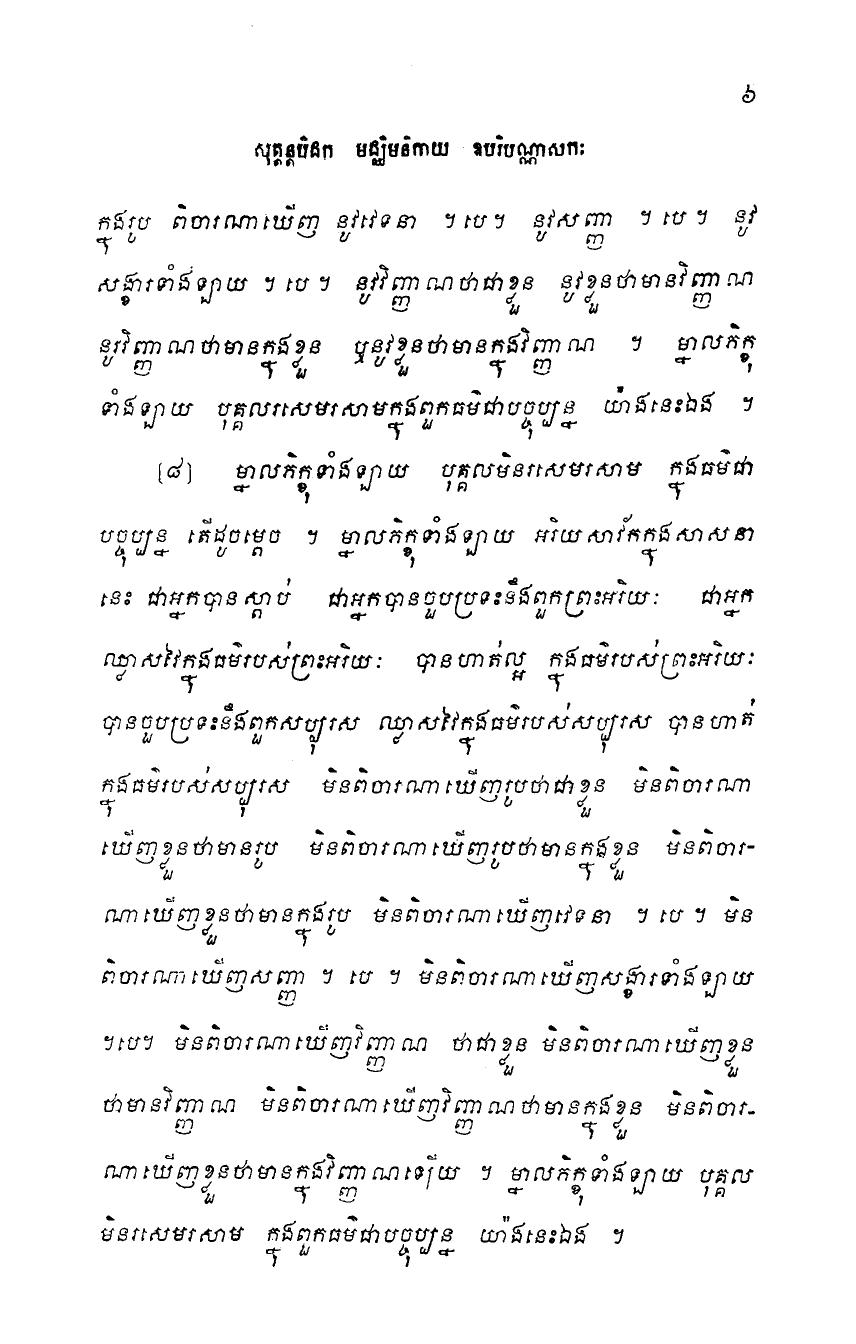 ៦
សុត្តន្តបិដក មជ្ឈិមនិកាយ ឧបរិបណ្ណាសកៈ
ក្នុងរូប ពិចារណាឃើញ នូវវេទនា ។ បេ ។ នូវសញ្ញា ។ បេ ។ នូវ
សង្ខារទាំងឡាយ ។ បេ ។ នូវវិញ្ញាណថាជាខ្លួន នូវខ្លួនថាមានវិញ្ញាណ
នូវវិញ្ញាណថាមានក្នុងខ្លួន ឬនូវខ្លួនថាមានក្នុងវិញ្ញាណ ។ ម្នាលភិក្ខុ
ទាំងឡាយ បុគ្គលរសេមរសាមក្នុងពួកធម៌ជាបច្ចុប្បន្ន យ៉ាងនេះឯង ។
[៨] ម្នាលភិក្ខុទាំងឡាយ បុគ្គលមិនរសេមរសាម ក្នុងធម៌ជា
បច្ចុប្បន្ន តើដូចម្តេច ។ ម្នាលភិក្ខុទាំងឡាយ អរិយសាវ័កក្នុងសាសនា
នេះ ជាអ្នកបានស្តាប់ ជាអ្នកបានចួបប្រទះនឹងពួកព្រះអរិយៈ ជាអ្នក
ឈ្លាសវៃក្នុងធម៌របស់ព្រះអរិយៈ បានហាត់ល្អ ក្នុងធម៌របស់ព្រះអរិយៈ
បានចួបប្រទះនឹងពួកសប្បុរស ឈ្លាសវៃក្នុងធម៌របស់សប្បុរស បានហាត់
ក្នុងធម៌របស់សប្បុរស មិនពិចារណាឃើញរូបថាជាខ្លួន មិនពិចារណា
ឃើញខ្លួនថាមានរូប មិនពិចារណាឃើញរូបថាមានក្នុងខ្លួន មិនពិចារ-
ណាឃើញខ្លួនថាមានក្នុងរូប មិនពិចារណាឃើញវេទនា ។ បេ ។ មិន
ពិចារណាឃើញសញ្ញា ។ បេ ។ មិនពិចារណាឃើញសង្ខារទាំងឡាយ
។បេ។ មិនពិចារណាឃើញវិញ្ញាណ ថាជាខ្លួន មិនពិចារណាឃើញខ្លួន
ថាមានវិញ្ញាណ មិនពិចារណាឃើញវិញ្ញាណថាមានក្នុងខ្លួន មិនពិចារ-
ណាឃើញខ្លួនថាមានក្នុងវិញ្ញាណឡើយ ។ ម្នាលភិក្ខុទាំងឡាយ បុគ្គល
មិនរសេមរសាម ក្នុងពួកធម៌ជាបច្ចុប្បន្ន យ៉ាងនេះឯង ។